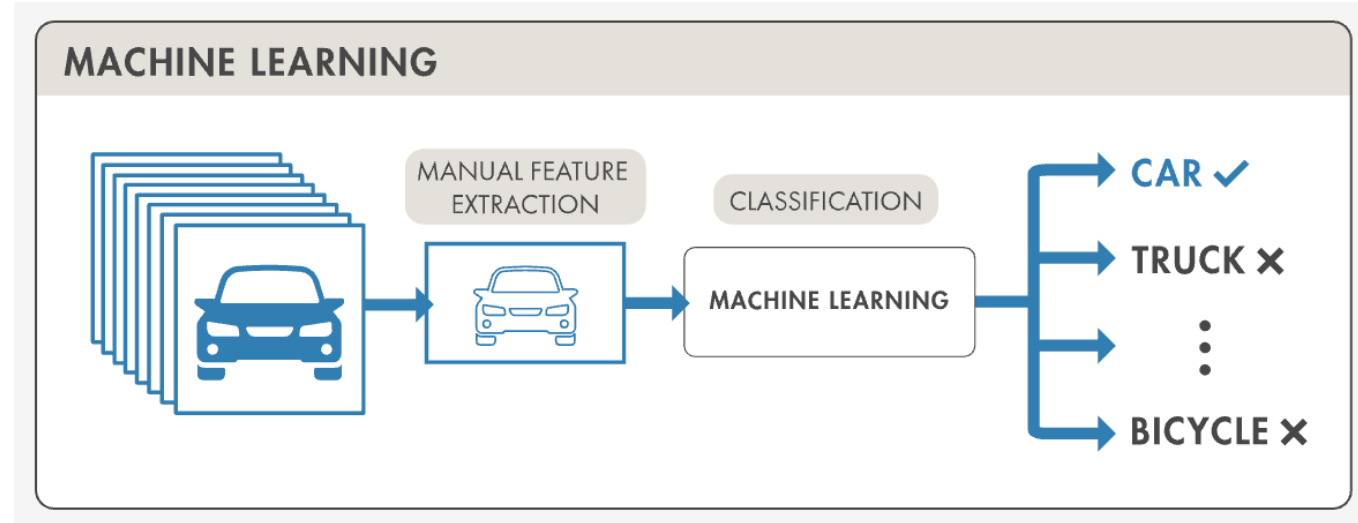 MACHINE LEARNING
MANUAL FEATURE
EXTRACTION
CLASSIFICATION
MACHINE LEARNING
CAR
TRUCK
BICYCLE